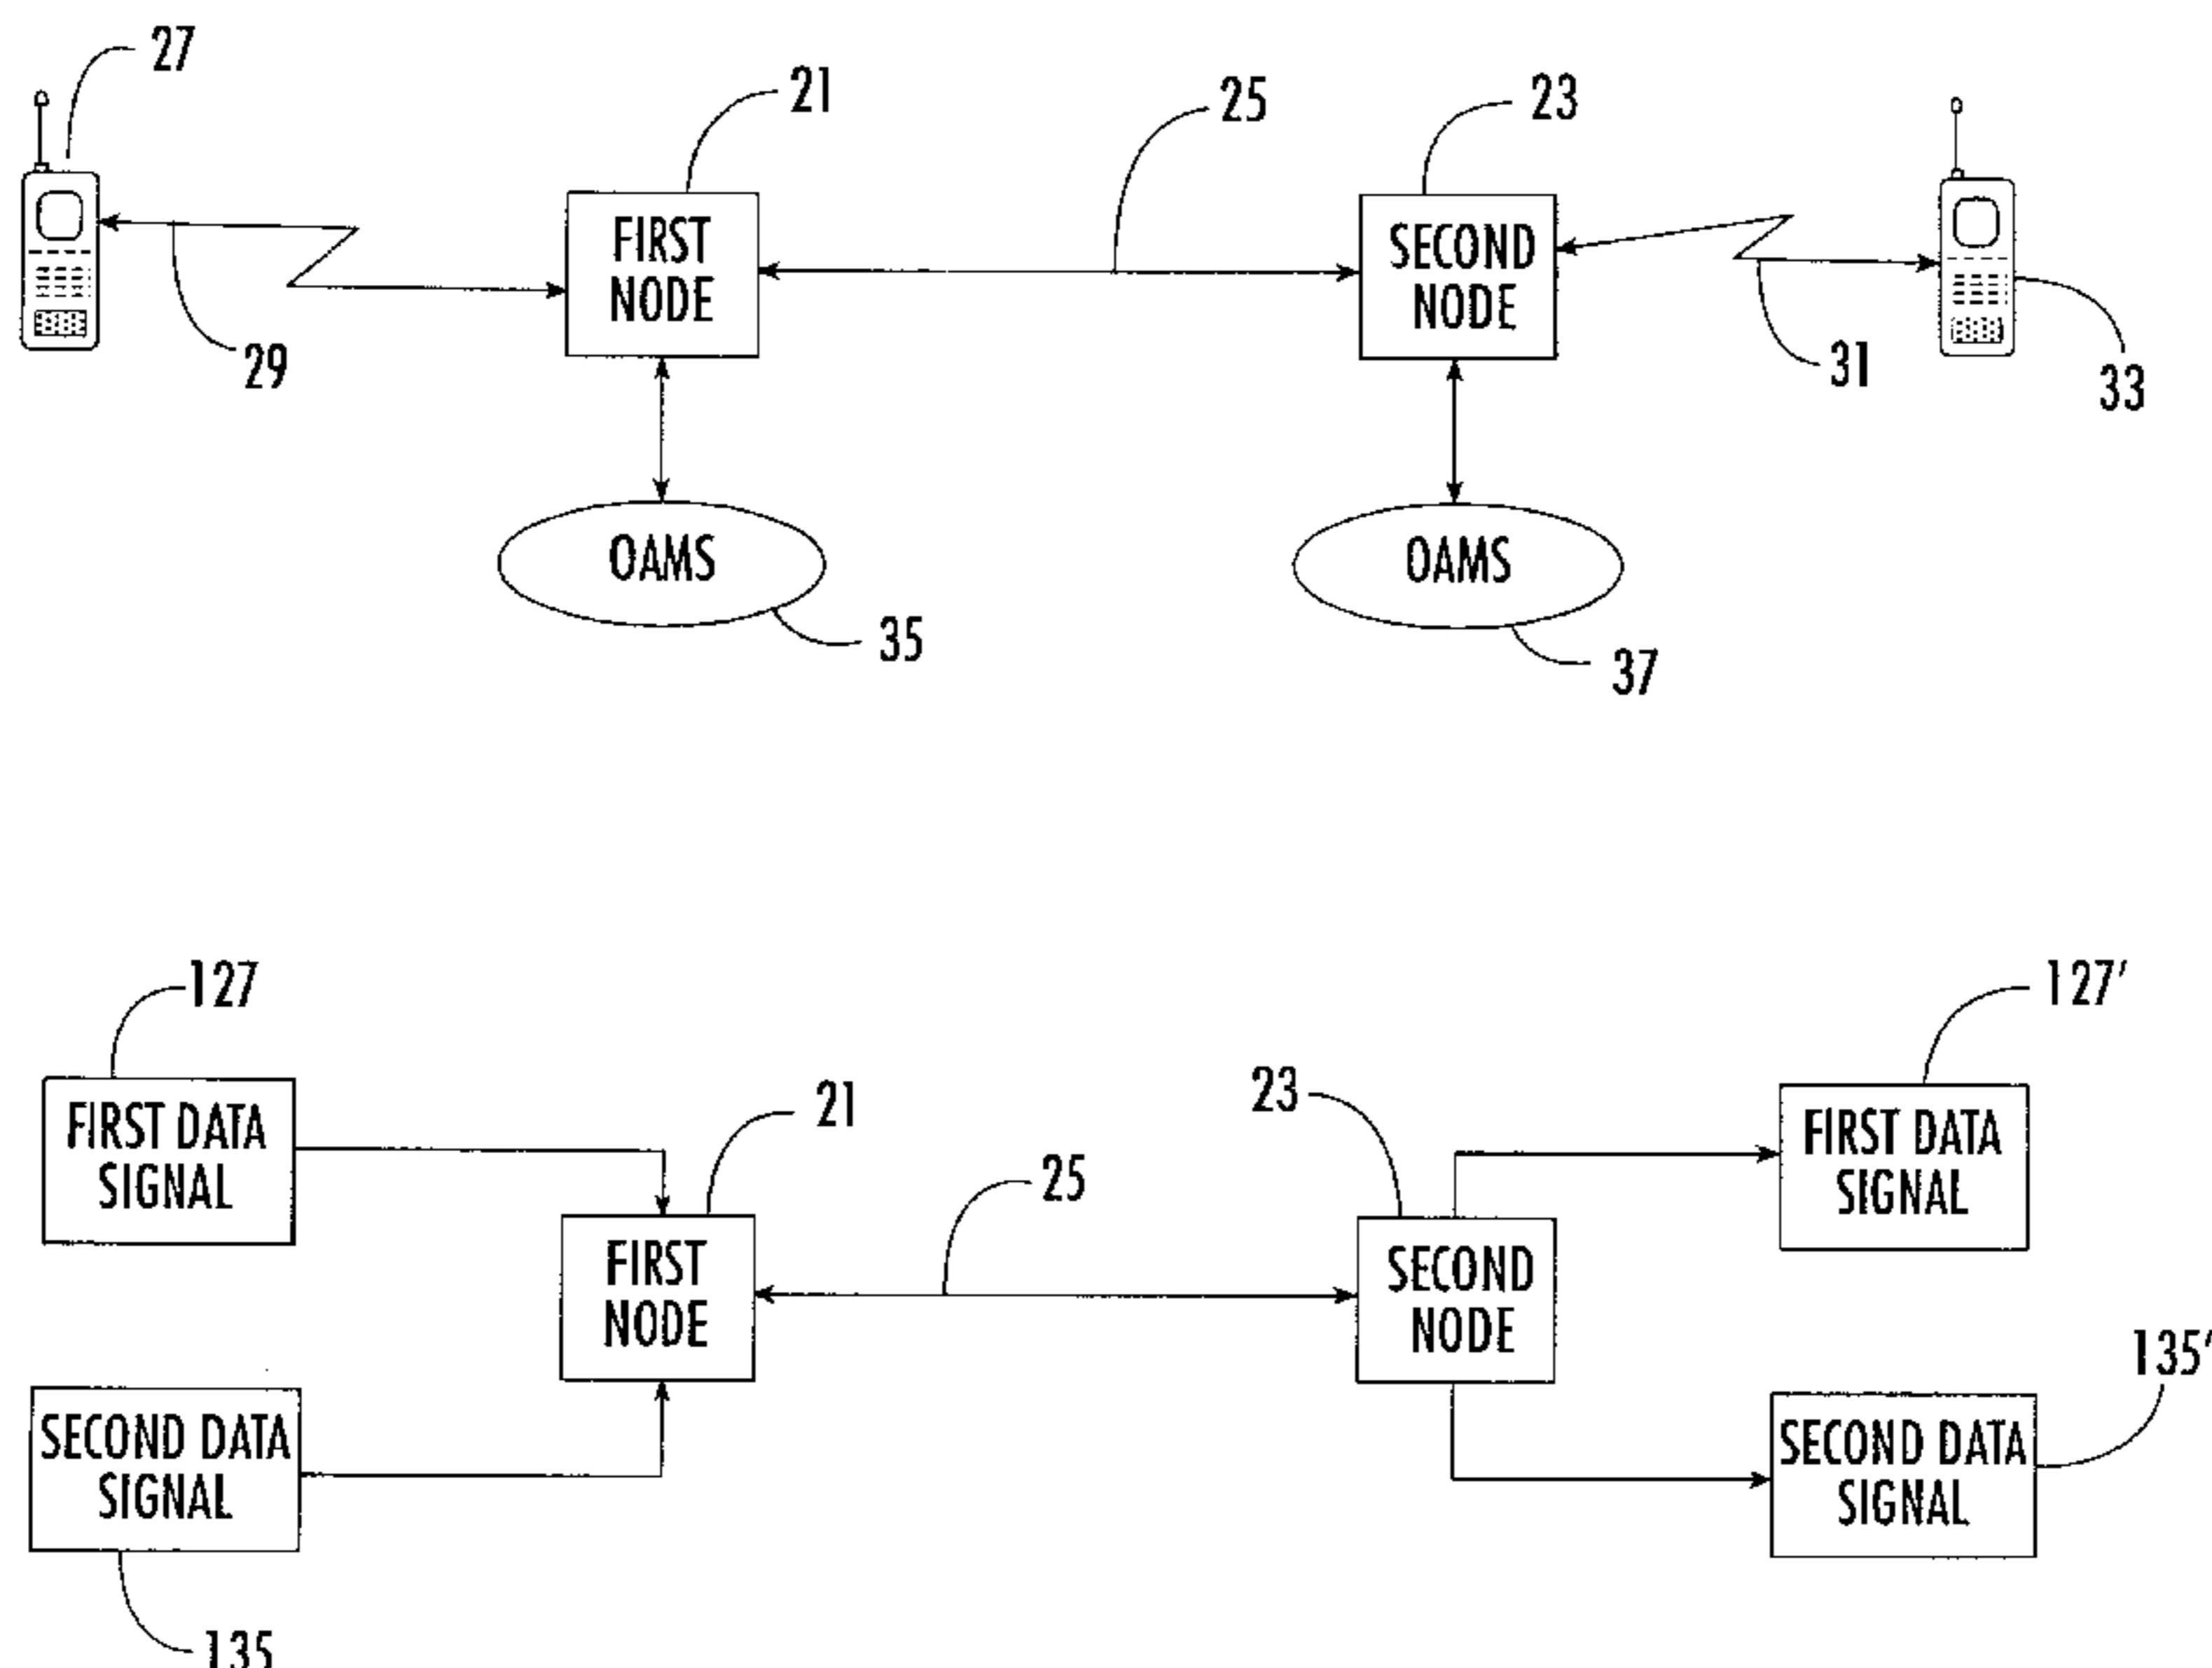 27
21
25
23
FIRST
NODE
SECOND
NODE
29
31
33
OAMS
OAMS
35
37
127
127'
21
23
FIRST DATA
SIGNAL
FIRST DATA
SIGNAL
25
FIRST
NODE
SECOND
NODE
135'
SECOND DATA
SIGNAL
SECOND DATA
SIGNAL
135